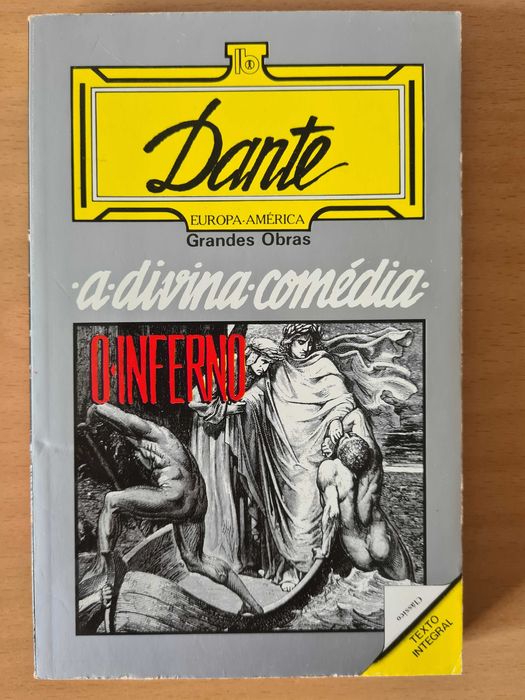 Dante
EUROPA-AMÉRICA
Grandes Obras
·a·divina·comédia·
O·INFERNO
Clássico
TEXTO
INTEGRAL